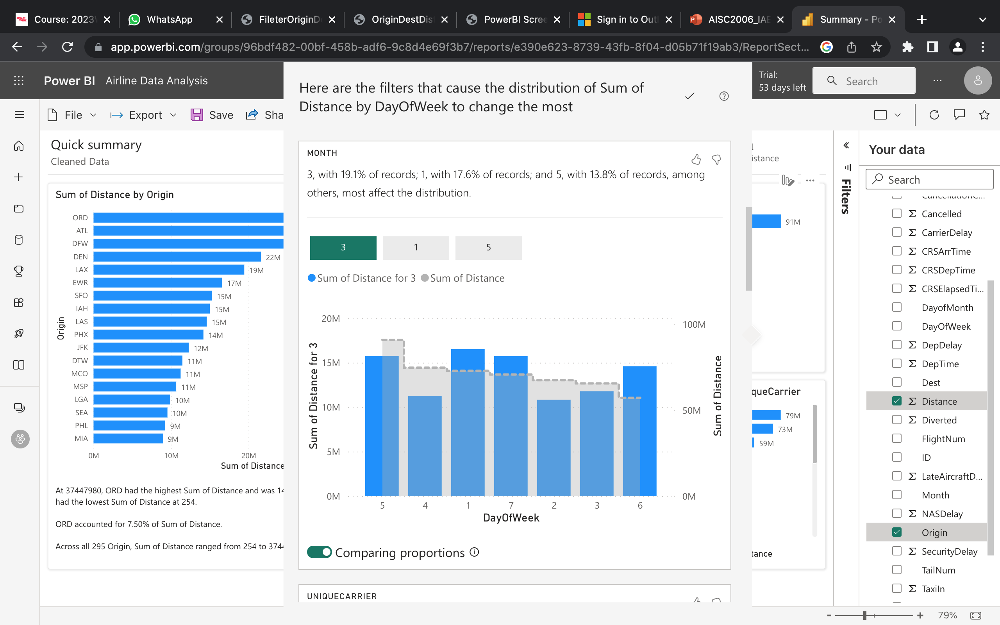 Course: 2023W
WhatsApp
FileterOriginDe
OriginDestDist
PowerBI Scree
Sign in to Outl
AISC2006_IAB
Summary - Po
app.powerbi.com/groups/96bdf482-00bf-458b-adf6-9c8d4e69f3b7/reports/e390e623-8739-43fb-8f04-d05b71f19ab3/ReportSect...
Power BI Airline Data Analysis
Trial:
53 days left
Search
File
Export
Save
Sha
Quick summary
Cleaned Data
Sum of Distance by Origin
Origin
ORD
ATL
DFW
DEN 22M
LAX 19M
EWR 17M
SFO 15M
IAH 15M
LAS 15M
PHX 14M
JFK 12M
DTW 11M
MCO 11M
MSP 11M
LGA 10M
SEA 10M
PHL 9M
MIA 9M
0M 10M 20M
Sum of Distance
At 37447980, ORD had the highest Sum of Distance and was 14
had the lowest Sum of Distance at 254.
ORD accounted for 7.50% of Sum of Distance.
Across all 295 Origin, Sum of Distance ranged from 254 to 3744
Here are the filters that cause the distribution of Sum of
Distance by DayOfWeek to change the most
MONTH
3, with 19.1% of records; 1, with 17.6% of records; and 5, with 13.8% of records, among
others, most affect the distribution.
3 1 5
Sum of Distance for 3 Sum of Distance
Sum of Distance for 3
20M
15M
10M
5M
0M
100M
50M
0M
Sum of Distance
5 4 1 7 2 3 6
DayOfWeek
Comparing proportions
UNIQUECARRIER
istance
91M
queCarrier
79M
73M
59M
tance
Filters
Your data
Search
Cancelled
CarrierDelay
CRSArrTime
CRSDepTime
CRSElapsedTi...
DayofMonth
DayOfWeek
DepDelay
DepTime
Dest
Distance
Diverted
FlightNum
ID
LateAircraftD...
Month
NASDelay
Origin
SecurityDelay
TailNum
TaxiIn
- + 79%